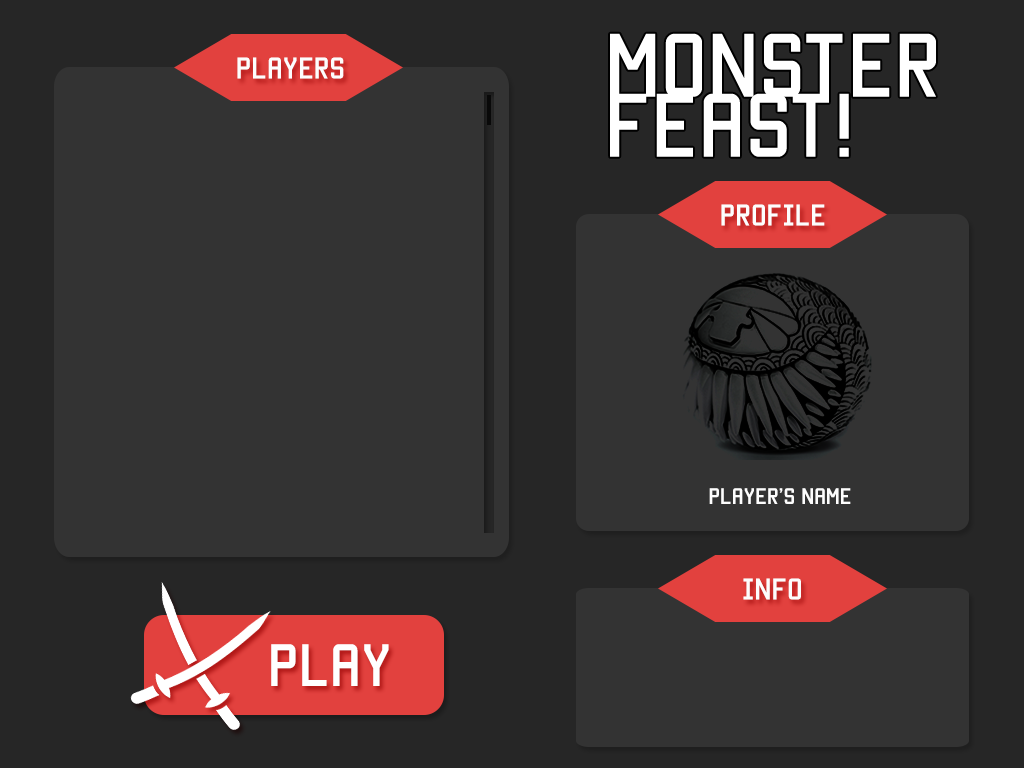 PLAYERS
MONSTER
FEAST!
PROFILE
PLAYER'S NAME
INFO
PLAY